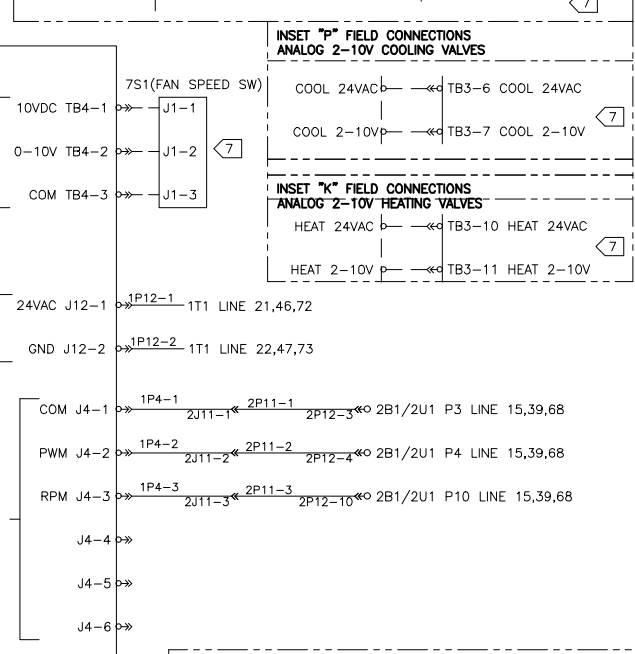 7
INSET "P" FIELD CONNECTIONS
ANALOG 2-10V COOLING VALVES
COOL 24VAC TB3-6 COOL 24VAC
COOL 2-10V TB3-7 COOL 2-10V
7
INSET "K" FIELD CONNECTIONS
ANALOG 2-10V HEATING VALVES
HEAT 24VAC TB3-10 HEAT 24VAC
HEAT 2-10V TB3-11 HEAT 2-10V
7
7S1(FAN SPEED SW)
10VDC TB4-1 J1-1
0-10V TB4-2 J1-2 7
COM TB4-3 J1-3
24VAC J12-1 1P12-1 1T1 LINE 21,46,72
GND J12-2 1P12-2 1T1 LINE 22,47,73
COM J4-1 1P4-1 2J11-1 2P11-1 2P12-3 2B1/2U1 P3 LINE 15,39,68
PWM J4-2 1P4-2 2J11-2 2P11-2 2P12-4 2B1/2U1 P4 LINE 15,39,68
RPM J4-3 1P4-3 2J11-3 2P11-3 2P12-10 2B1/2U1 P10 LINE 15,39,68
J4-4
J4-5
J4-6